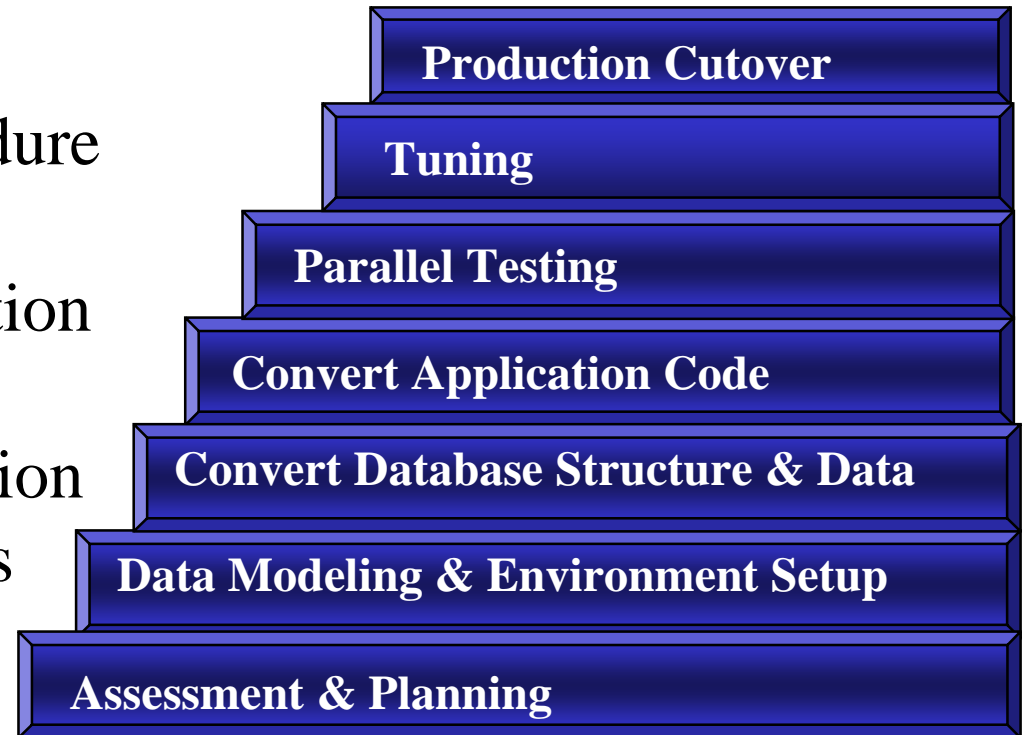 Production Cutover
dure
Tuning
Parallel Testing
tion
Convert Application Code
Convert Database Structure & Data
ion
s
Data Modeling & Environment Setup
Assessment & Planning